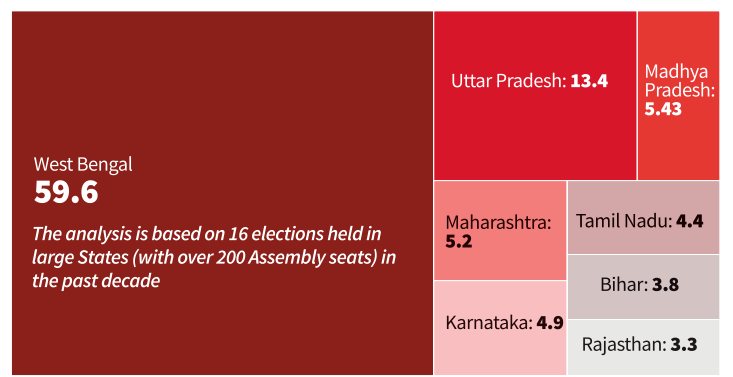 West Bengal
59.6
The analysis is based on 16 elections held in
large States (with over 200 Assembly seats) in
the past decade
Uttar Pradesh: 13.4
Madhya
Pradesh:
5.43
Maharashtra:
5.2
Karnataka: 4.9
Tamil Nadu: 4.4
Bihar: 3.8
Rajasthan: 3.3